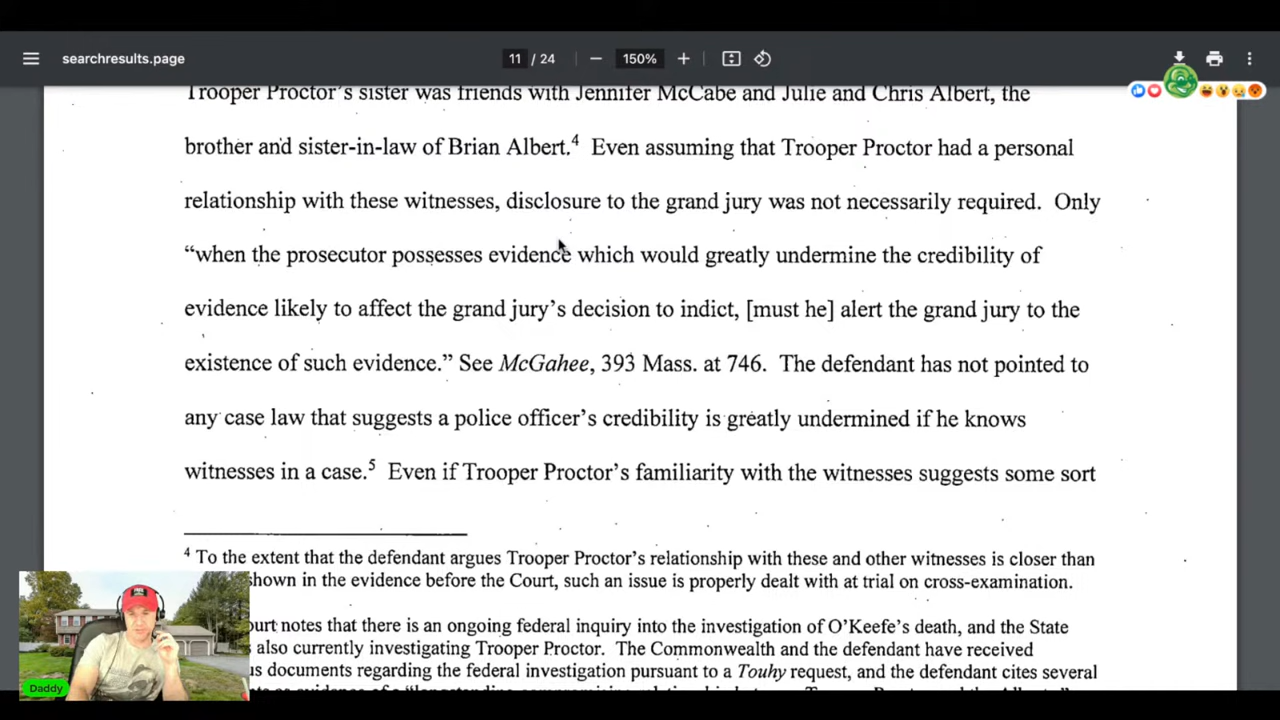 searchresults.page
11 / 24
150%
Trooper Proctor's sister was friends with Jennifer McCabe and Julie and Chris Albert, the
brother and sister-in-law of Brian Albert.4 Even assuming that Trooper Proctor had a personal
relationship with these witnesses, disclosure to the grand jury was not necessarily required. Only
“when the prosecutor possesses evidence which would greatly undermine the credibility of
evidence likely to affect the grand jury's decision to indict, [must he] alert the grand jury to the
existence of such evidence.” See McGahee, 393 Mass. at 746. The defendant has not pointed to
any case law that suggests a police officer's credibility is greatly undermined if he knows
witnesses in a case.5 Even if Trooper Proctor's familiarity with the witnesses suggests some sort
4 To the extent that the defendant argues Trooper Proctor's relationship with these and other witnesses is closer than
shown in the evidence before the Court, such an issue is properly dealt with at trial on cross-examination.
notes that there is an ongoing federal inquiry into the investigation of O'Keefe's death, and the State
also currently investigating Trooper Proctor. The Commonwealth and the defendant have received
documents regarding the federal investigation pursuant to a Touhy request, and the defendant cites several
Daddy